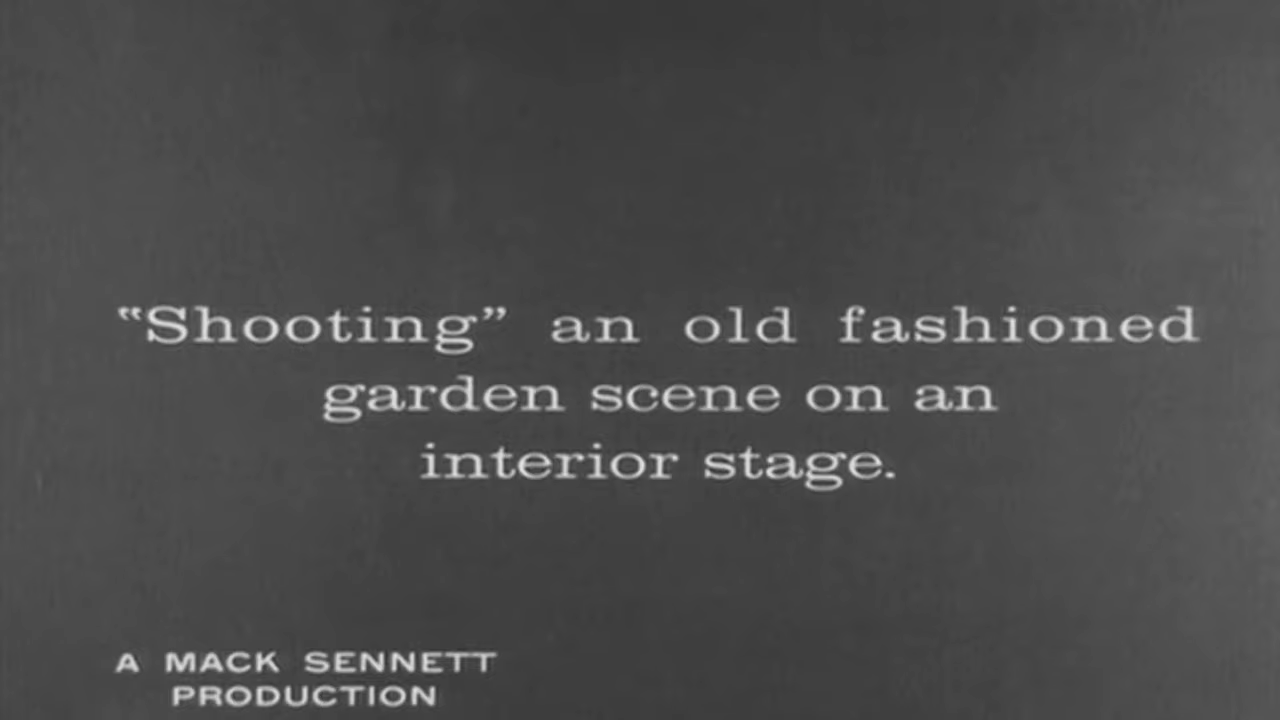 “Shooting” an old fashioned
garden scene on an
interior stage.
A MACK SENNETT
PRODUCTION